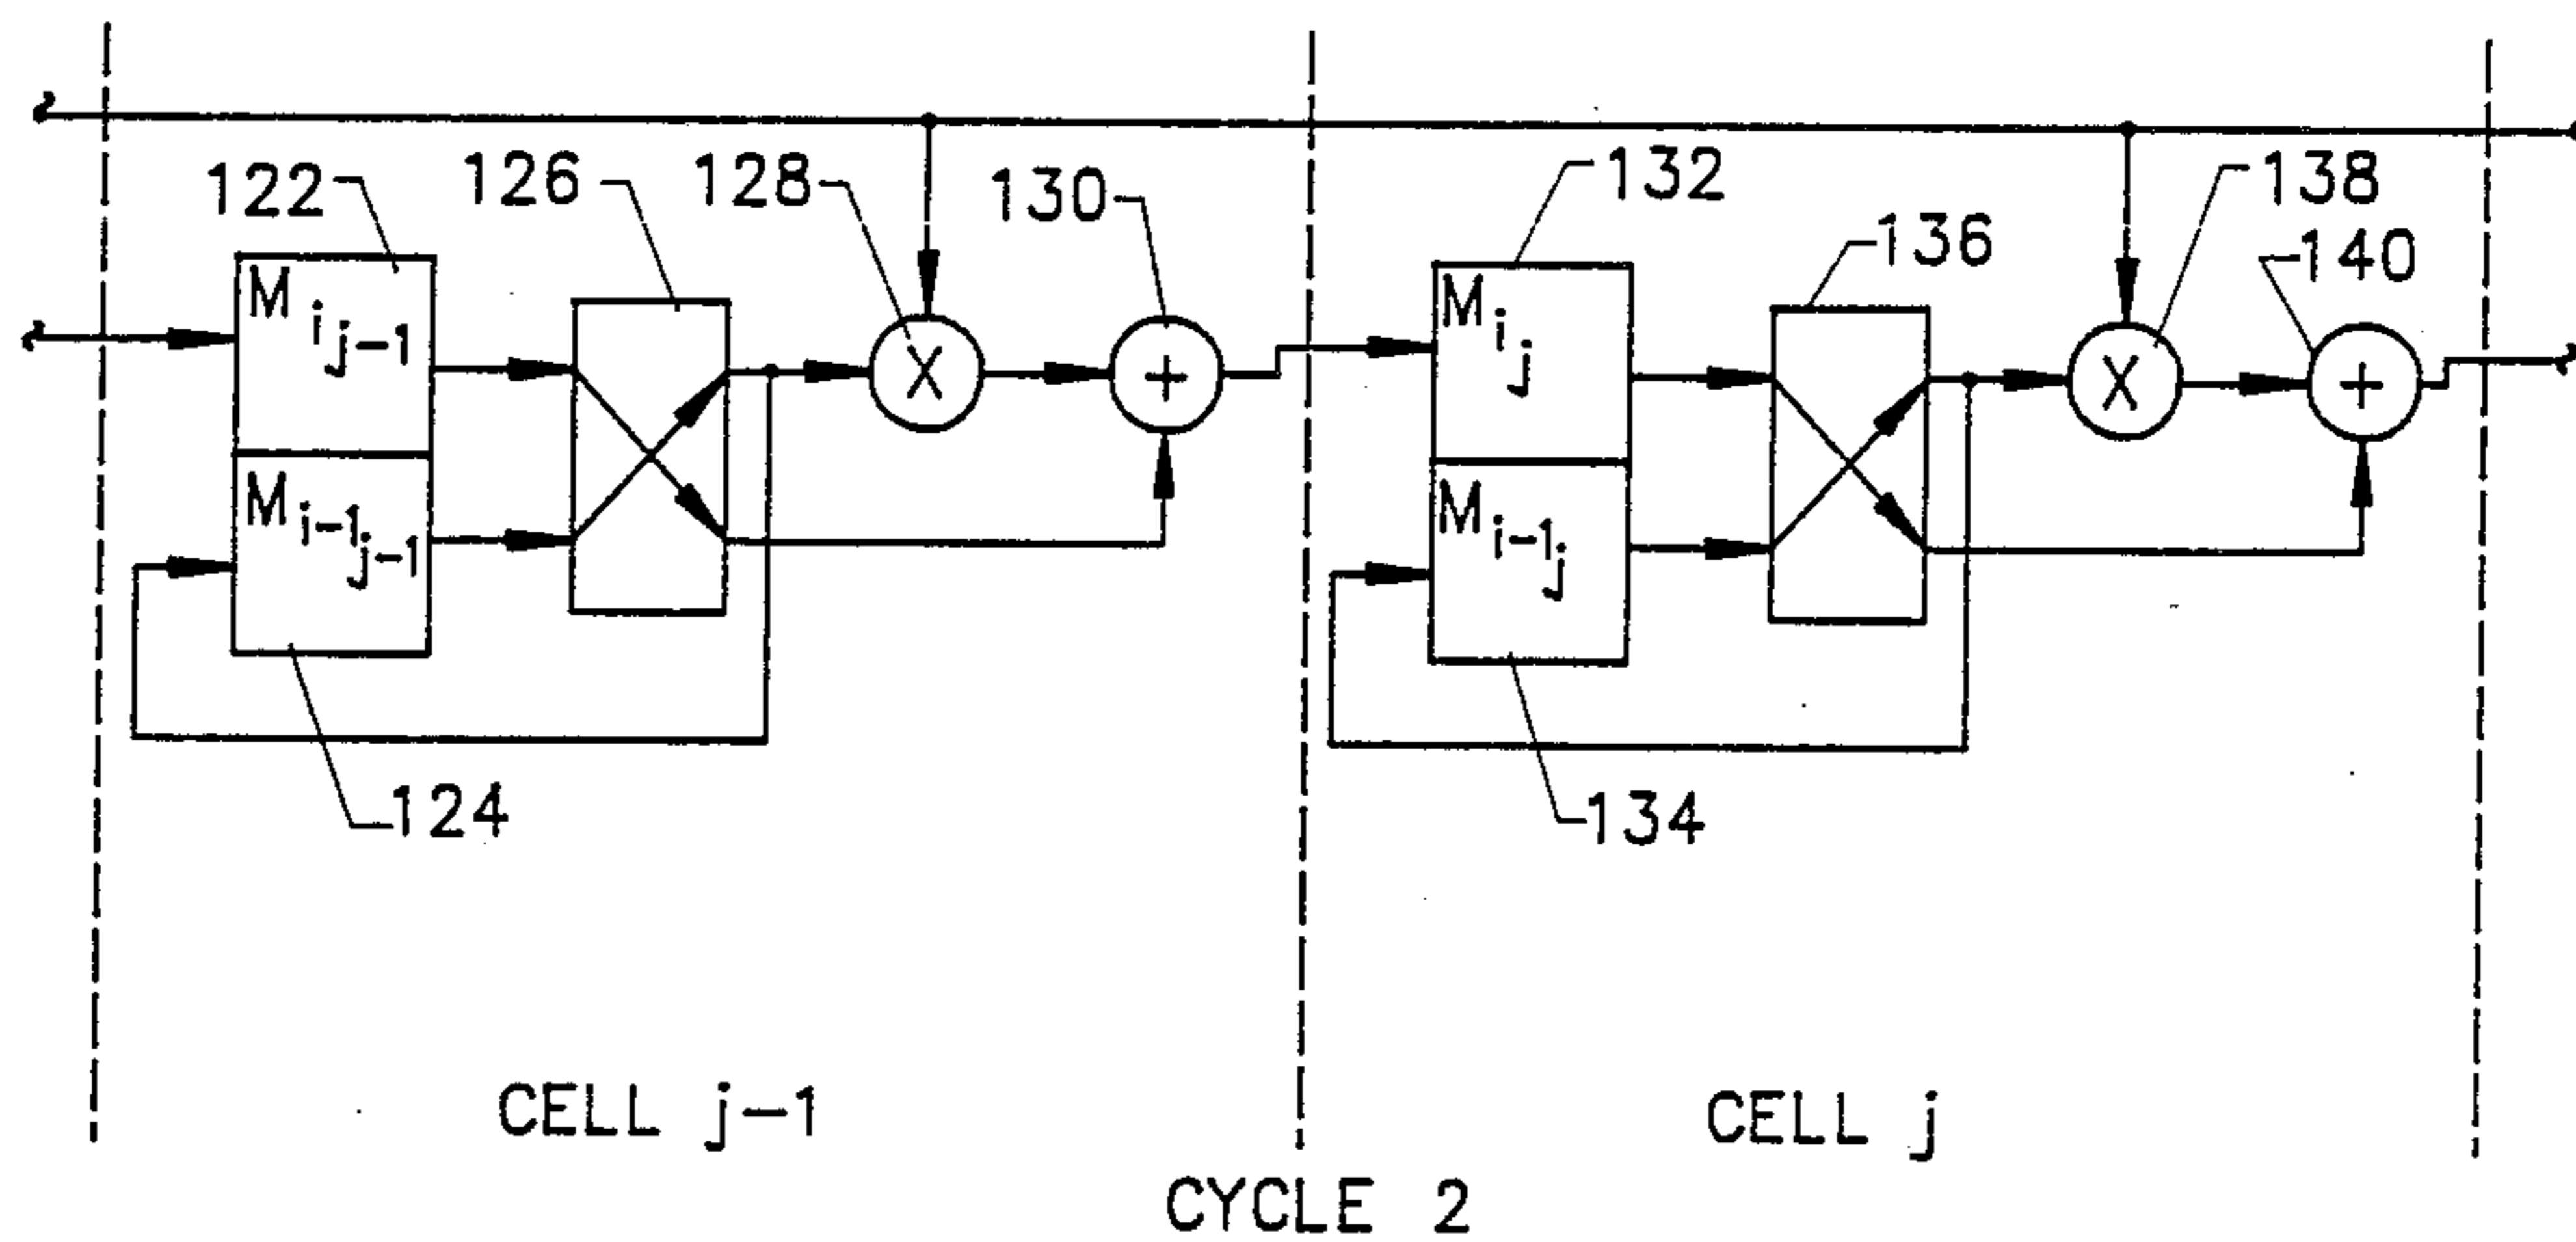 122 126 128 130 132 136 138 140
M i j-1
X + M i j X +
M i-1 j-1
M i-1 j
124 134
CELL j-1 CELL j
CYCLE 2